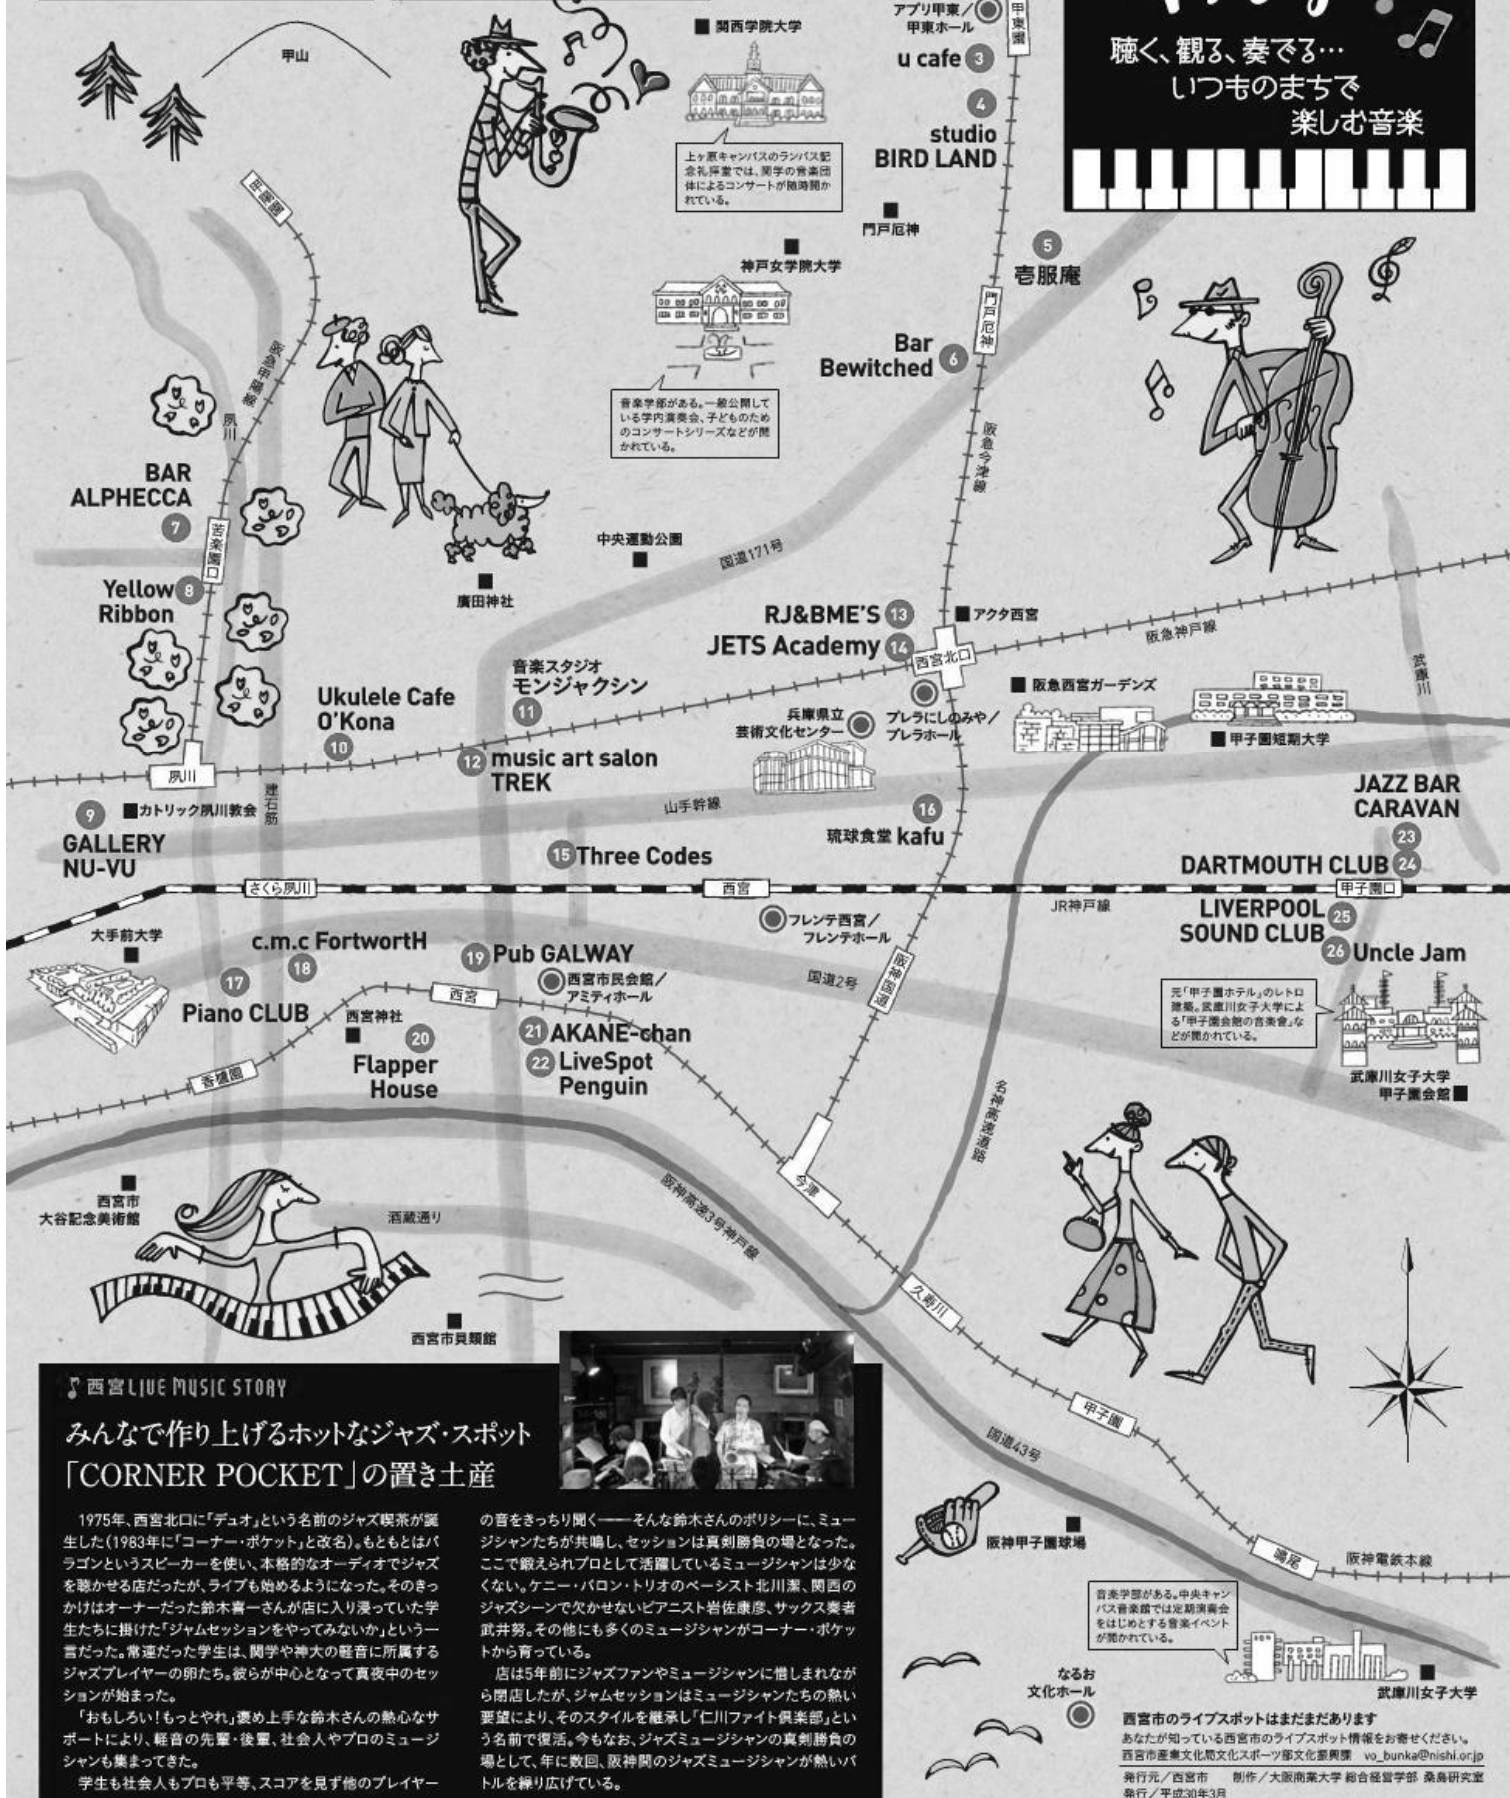 甲山
関西学院大学
上ヶ原キャンパスのランバス記
念礼拝堂では、関学の音楽団
体によるコンサートが随時開か
れている。
アプリ甲東／
甲東ホール
甲東園
u cafe 3
4
studio
BIRD LAND
聴く、観る、奏でる…
いつものまちで
楽しむ音楽
門戸厄神
5
壱服庵
神戸女学院大学
音楽学部がある。一般公開して
いる学内演奏会、子どものため
のコンサートシリーズなどが開
かれている。
門戸厄神
Bar
Bewitched 6
阪急今津線
甲陽園
阪急甲陽線
夙川
BAR
ALPHECCA
7
苦楽園口
Yellow 8
Ribbon
中央運動公園
廣田神社
国道171号
RJ&BME'S 13
アクタ西宮
JETS Academy 14
西宮北口
阪急神戸線
武庫川
音楽スタジオ
モンジャクシン
11
Ukulele Cafe
O'Kona
10
12 music art salon
TREK
兵庫県立
芸術文化センター
プレラにしのみや／
プレラホール
阪急西宮ガーデンズ
甲子園短期大学
夙川
カトリック夙川教会
建石筋
9
GALLERY
NU-VU
山手幹線
16
琉球食堂 kafu
15 Three Codes
JAZZ BAR
CARAVAN
23
DARTMOUTH CLUB 24
さくら夙川
西宮
甲子園口
JR神戸線
LIVERPOOL 25
SOUND CLUB
26 Uncle Jam
大手前大学
c.m.c FortwortH
18
17
Piano CLUB
19 Pub GALWAY
西宮市民会館／
アミティホール
フレンテ西宮／
フレンテホール
国道2号
阪神国道
西宮
西宮神社
20
Flapper
House
21 AKANE-chan
22 LiveSpot
Penguin
香櫨園
元「甲子園ホテル」のレトロ
建築。武庫川女子大学によ
る「甲子園会館の音楽會」な
どが開かれている。
武庫川女子大学
甲子園会館
名神高速道路
今津
阪神高速3号神戸線
西宮市
大谷記念美術館
酒蔵通り
西宮市貝類館
久寿川
甲子園
国道43号
阪神甲子園球場
鳴尾
阪神電鉄本線
音楽学部がある。中央キャン
パス音楽館では定期演奏会
をはじめとする音楽イベント
が開かれている。
武庫川女子大学
なるお
文化ホール
西宮LIVE MUSIC STORY
みんなで作り上げるホットなジャズ・スポット
「CORNER POCKET」の置き土産
1975年、西宮北口に「デュオ」という名前のジャズ喫茶が誕
生した（1983年に「コーナー・ポケット」と改名）。もともとはパ
ラゴンというスピーカーを使い、本格的なオーディオでジャズ
を聴かせる店だったが、ライブも始めるようになった。そのきっ
かけはオーナーだった鈴木喜一さんが店に入り浸っていた学
生たちに掛けた「ジャムセッションをやってみないか」という一
言だった。常連だった学生は、関学や神大の軽音に所属する
ジャズプレイヤーの卵たち。彼らが中心となって真夜中のセッ
ションが始まった。
「おもしろい！もっとやれ」褒め上手な鈴木さんの熱心なサ
ポートにより、軽音の先輩・後輩、社会人やプロのミュージ
シャンも集まってきた。
学生も社会人もプロも平等、スコアを見ず他のプレイヤー
の音をきっちり聞く──そんな鈴木さんのポリシーに、ミュー
ジシャンたちが共鳴し、セッションは真剣勝負の場となった。
ここで鍛えられプロとして活躍しているミュージシャンは少な
くない。ケニー・バロン・トリオのベーシスト北川潔、関西の
ジャズシーンで欠かせないピアニスト岩佐康彦、サックス奏者
武井努。その他にも多くのミュージシャンがコーナー・ポケッ
トから育っている。
店は5年前にジャズファンやミュージシャンに惜しまれなが
ら閉店したが、ジャムセッションはミュージシャンたちの熱い
要望により、そのスタイルを継承し「仁川ファイト倶楽部」とい
う名前で復活。今もなお、ジャズミュージシャンの真剣勝負の
場として、年に数回、阪神間のジャズミュージシャンが熱いバ
トルを繰り広げている。
西宮市のライブスポットはまだまだあります
あなたが知っている西宮市のライブスポット情報をお寄せください。
西宮市産業文化局文化スポーツ部文化振興課 vo_bunka@nishi.or.jp
発行元／西宮市 制作／大阪商業大学 総合経営学部 桑島研究室
発行／平成30年3月